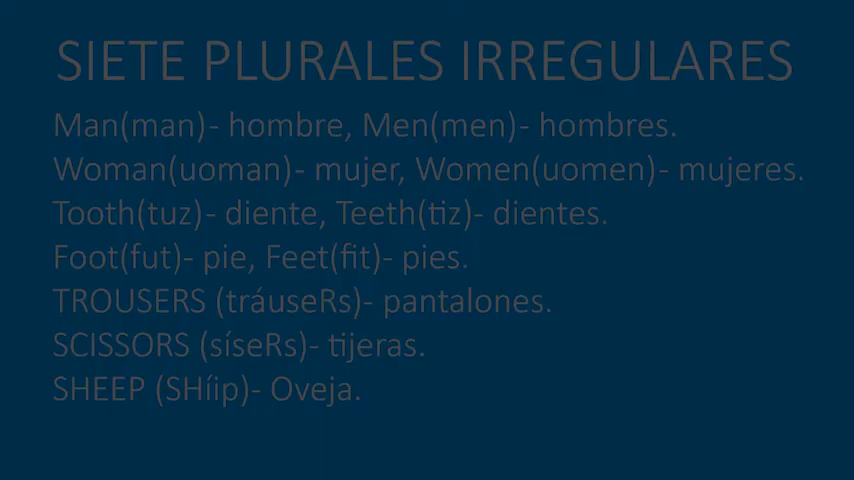 SIETE PLURALES IRREGULARES
Man(man)- hombre, Men(men)- hombres.
Woman(uoman)- mujer, Women(uomen)- mujeres.
Tooth(tuz)- diente, Teeth(tiz)- dientes.
Foot(fut)- pie, Feet(fit)- pies.
TROUSERS (tráuseRs)- pantalones.
SCISSORS (síseRs)- tijeras.
SHEEP (SHíip)- Oveja.